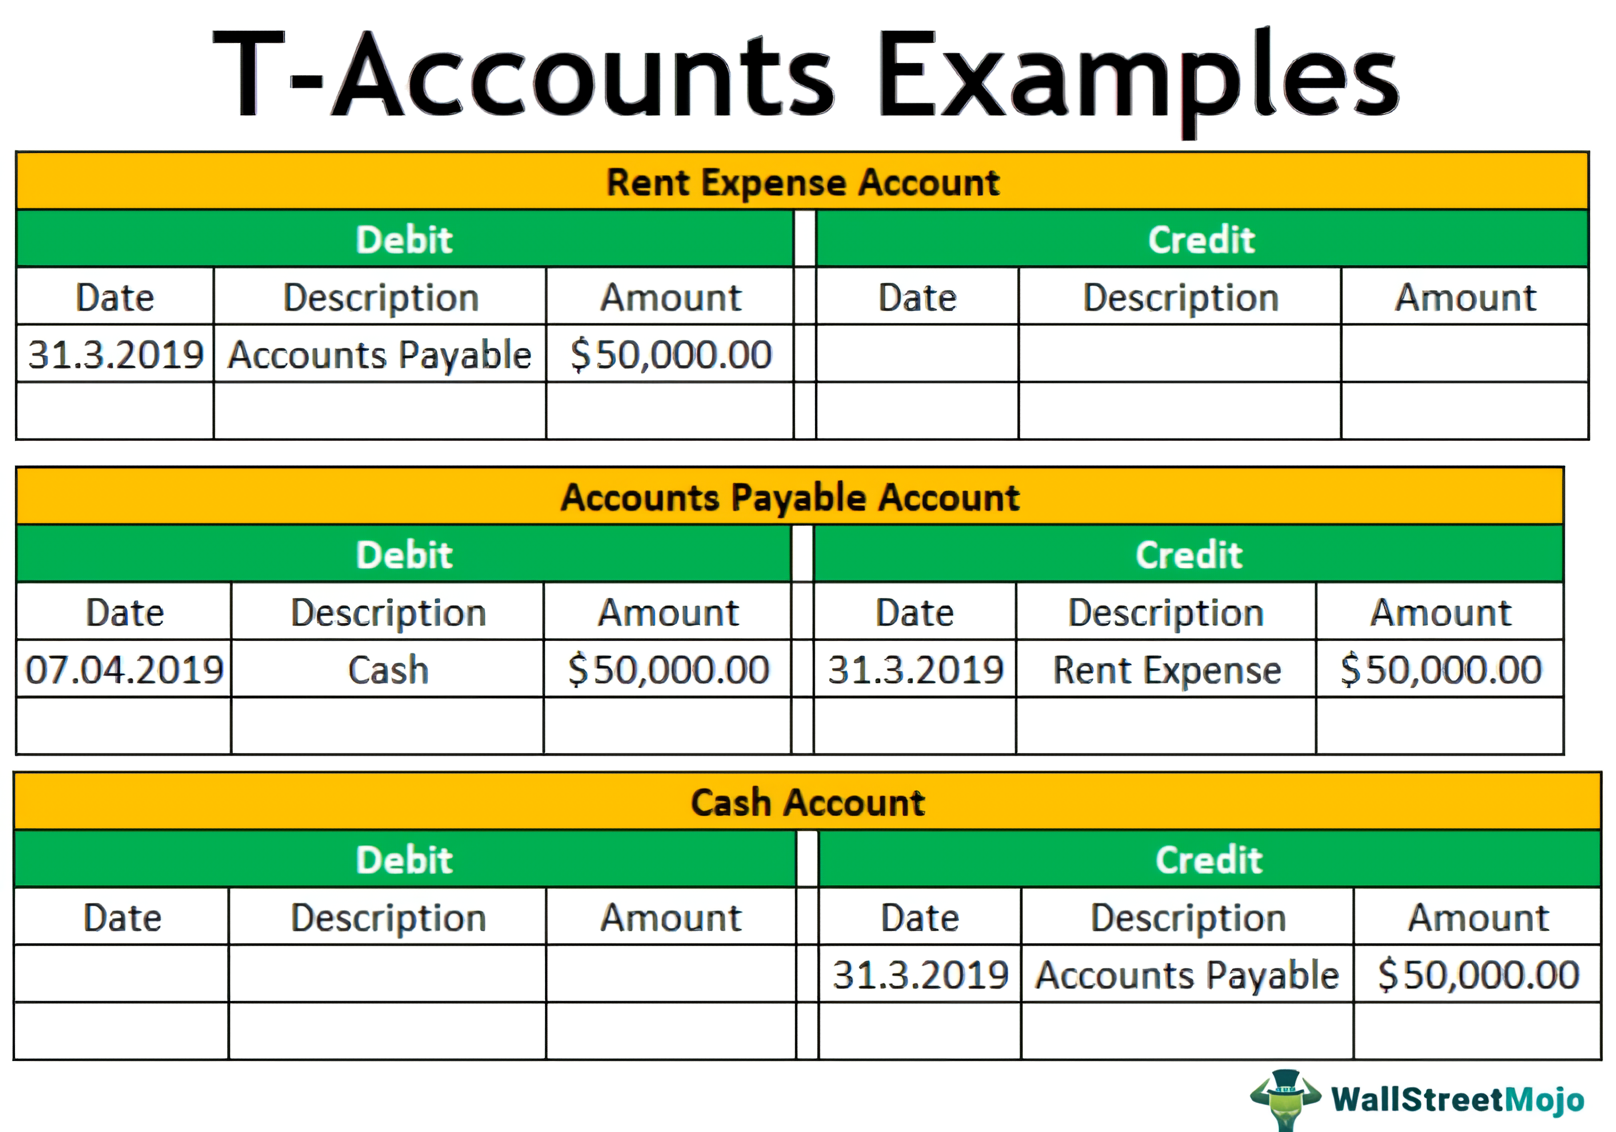 T-Accounts Examples
Rent Expense Account
Debit Credit
Date Description Amount Date Description Amount
31.3.2019 Accounts Payable $50,000.00
Accounts Payable Account
Debit Credit
Date Description Amount Date Description Amount
07.04.2019 Cash $50,000.00 31.3.2019 Rent Expense $50,000.00
Cash Account
Debit Credit
Date Description Amount Date Description Amount
31.3.2019 Accounts Payable $50,000.00
WallStreetMojo